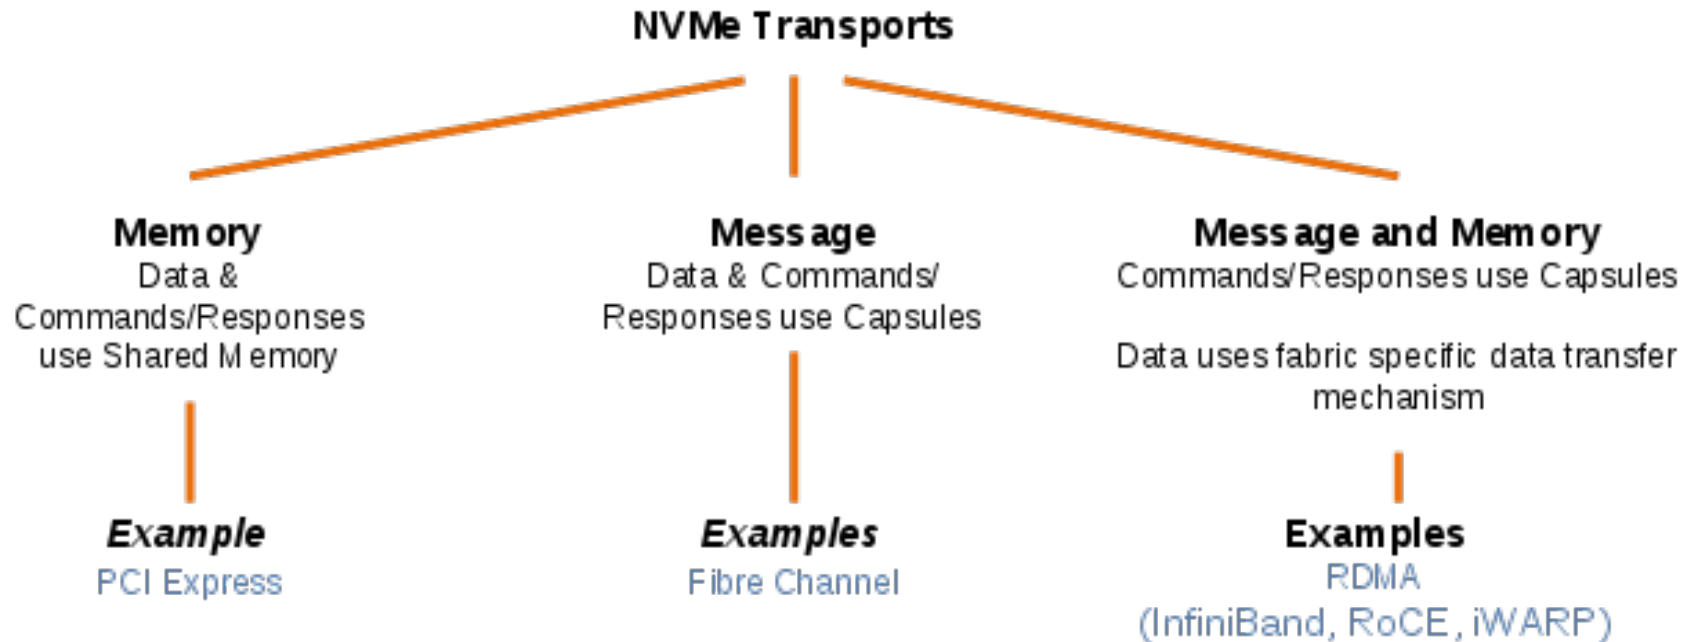 NVMe Transports
Memory
Data &
Commands/Responses
use Shared Memory
Example
PCI Express
Message
Data & Commands/
Responses use Capsules
Examples
Fibre Channel
Message and Memory
Commands/Responses use Capsules
Data uses fabric specific data transfer
mechanism
Examples
RDMA
(InfiniBand, RoCE, iWARP)